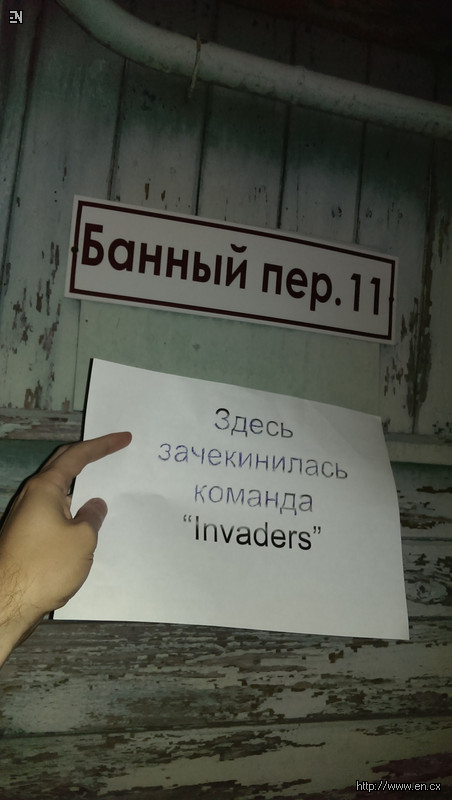 EN
Банный пер. 11
Здесь
зачекинилась
команда
“Invaders”
http://www.en.cx